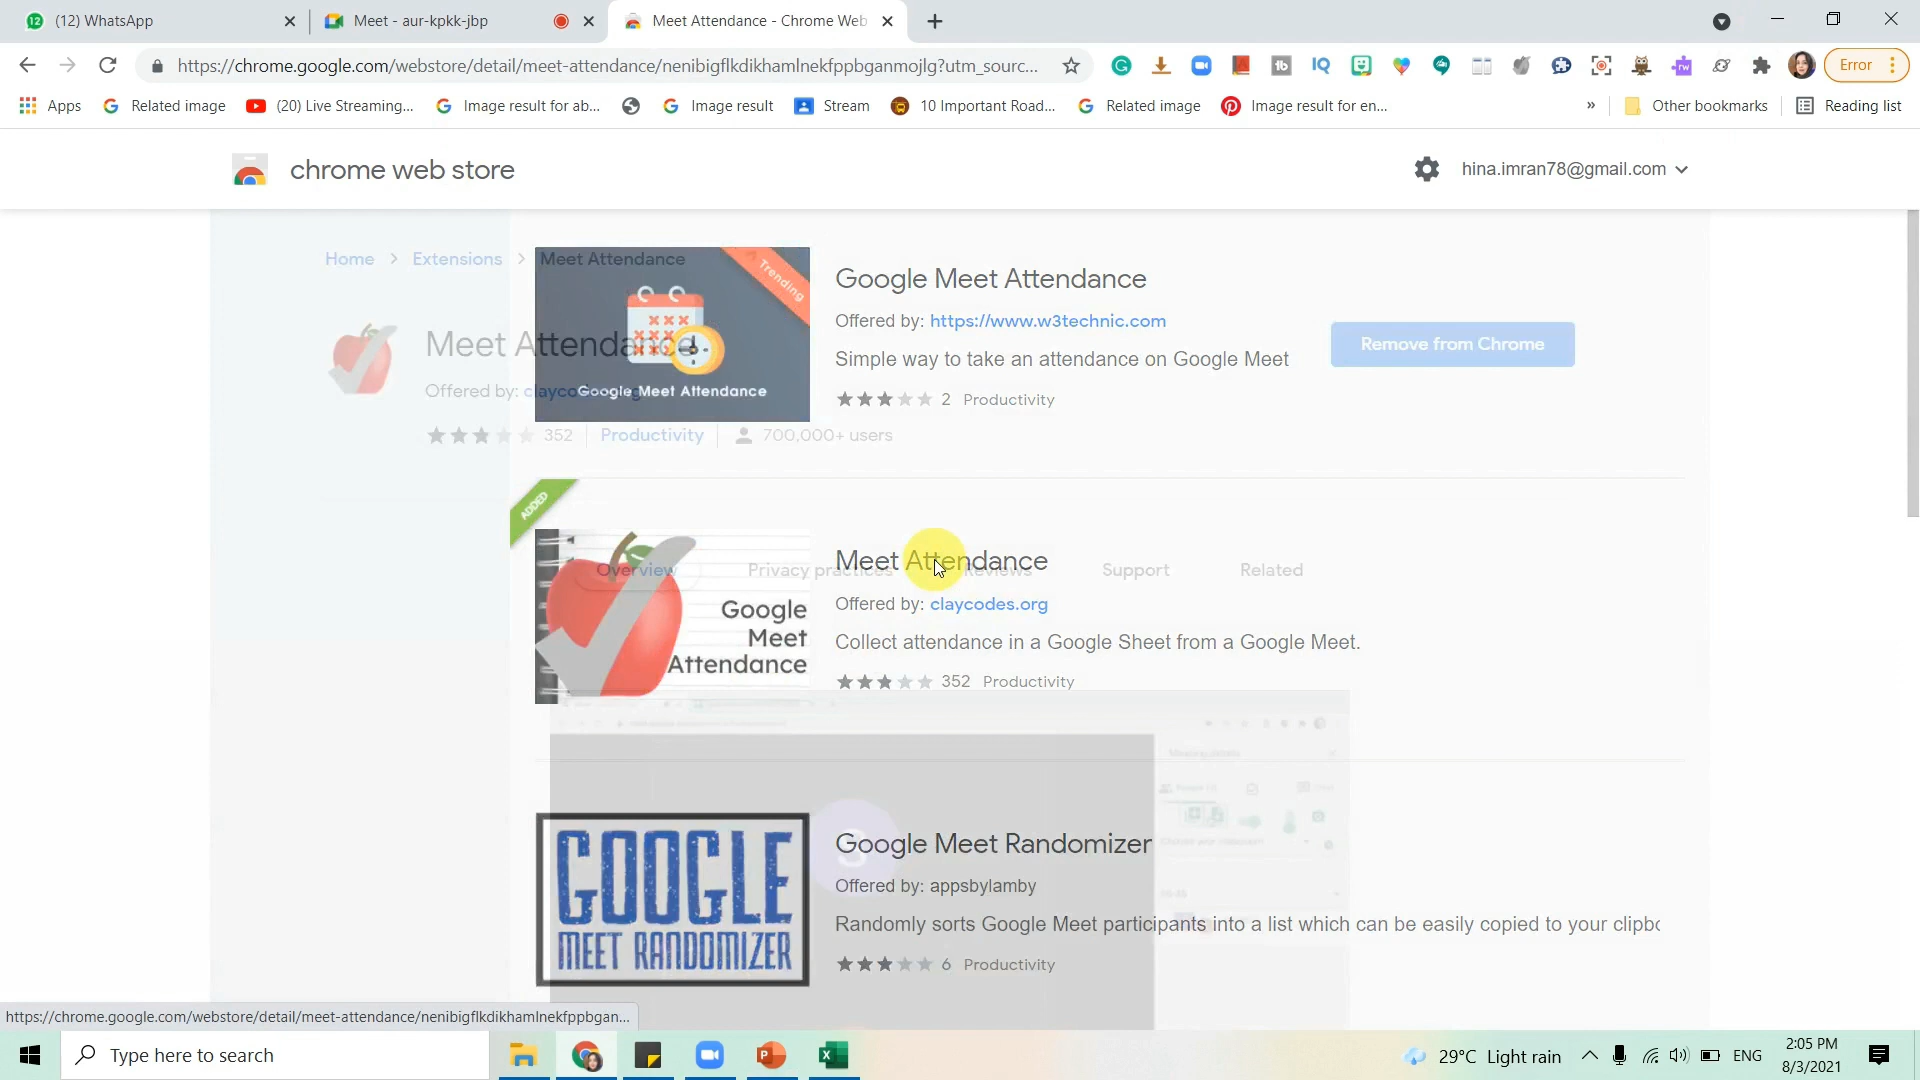 (12) WhatsApp
Meet - aur-kpkk-jbp
Meet Attendance - Chrome Web
https://chrome.google.com/webstore/detail/meet-attendance/nenibigflkdikhamlnekfppbganmojlg?utm_sourc...
Error
Apps
Related image
(20) Live Streaming...
Image result for ab...
Image result
Stream
10 Important Road...
Related image
Image result for en...
»
Other bookmarks
Reading list
chrome web store
hina.imran78@gmail.com
Home > Extensions > Meet Attendance
Meet Attendance
Offered by: claycodes.org
352
Productivity
700,000+ users
Overview
Privacy practices
Reviews
Support
Related
Remove from Chrome
Trending
Google Meet Attendance
Google Meet Attendance
Offered by: https://www.w3technic.com
Simple way to take an attendance on Google Meet
2 Productivity
ADDED
Google
Meet
Attendance
Meet Attendance
Offered by: claycodes.org
Collect attendance in a Google Sheet from a Google Meet.
352 Productivity
GOOGLE
MEET RANDOMIZER
Google Meet Randomizer
Offered by: appsbylamby
Randomly sorts Google Meet participants into a list which can be easily copied to your clipbo
6 Productivity
S
https://chrome.google.com/webstore/detail/meet-attendance/nenibigflkdikhamlnekfppbgan...
Type here to search
29°C Light rain
ENG
2:05 PM
8/3/2021